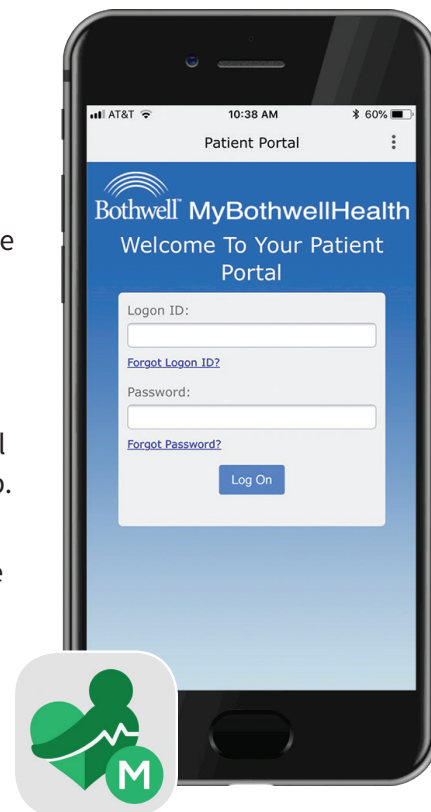 AT&T 10:38 AM 60%
Patient Portal
Bothwell MyBothwellHealth
Welcome To Your Patient
Portal
Logon ID:
Forgot Logon ID?
Password:
Forgot Password?
Log On
M